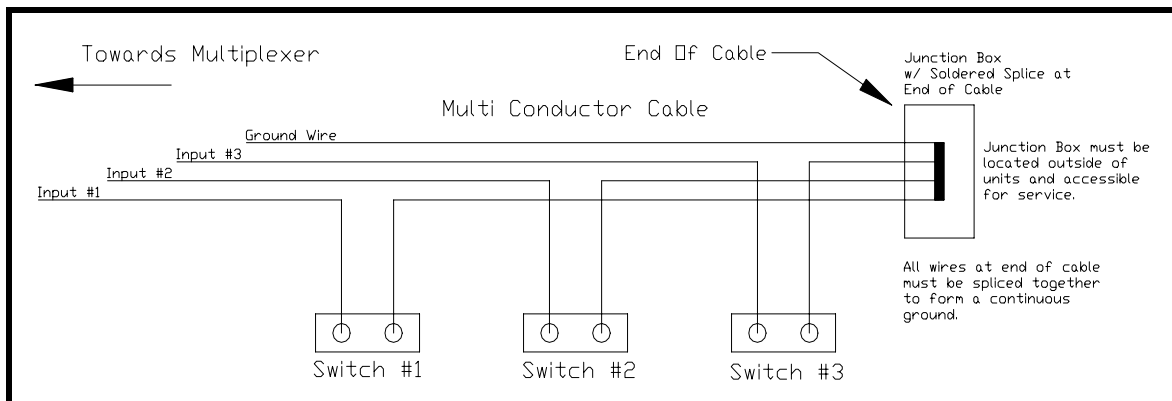 Towards Multiplexer
End Of Cable
Junction Box
w/ Soldered Splice at
End of Cable
Multi Conductor Cable
Ground Wire
Input #3
Input #2
Input #1
Junction Box must be
located outside of
units and accessible
for service.
All wires at end of cable
must be spliced together
to form a continuous
ground.
Switch #1
Switch #2
Switch #3